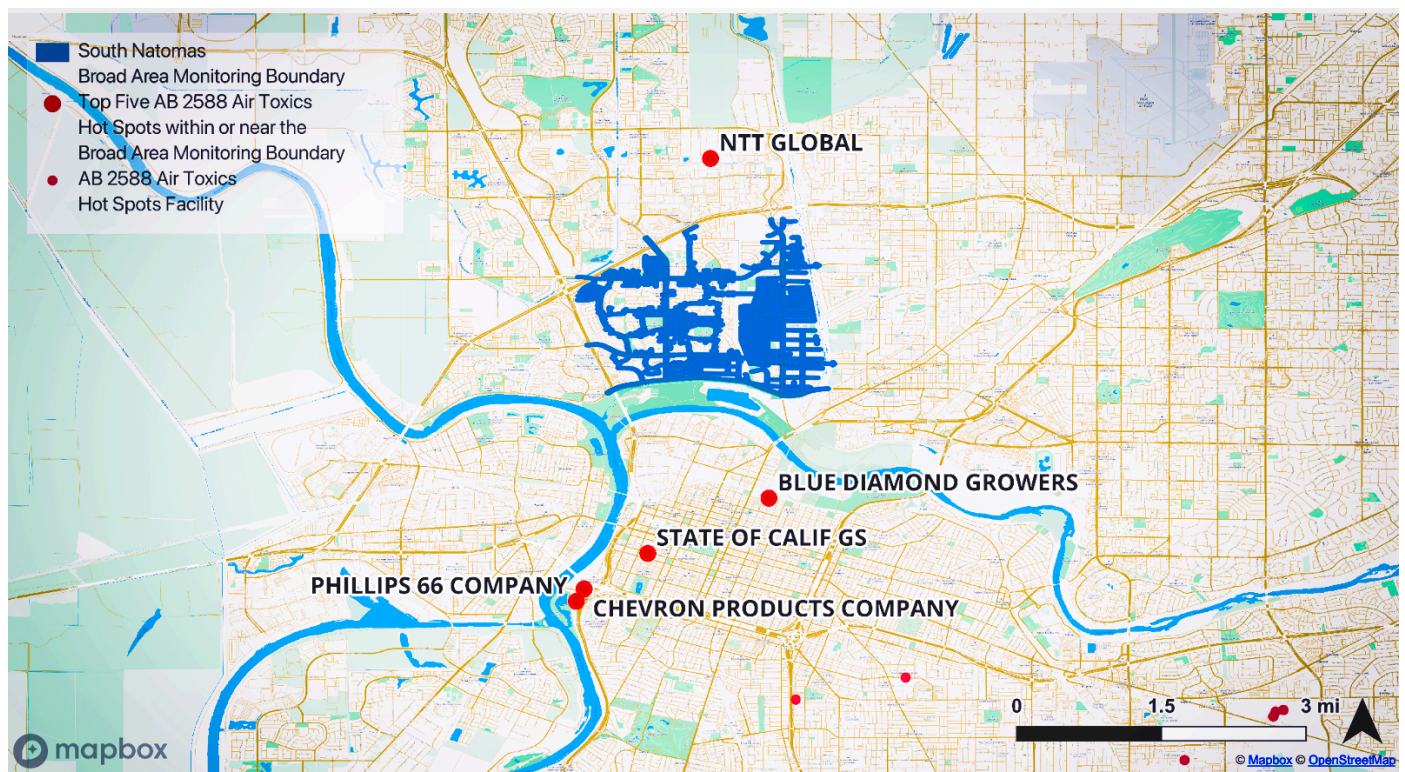 South Natomas
Broad Area Monitoring Boundary
Top Five AB 2588 Air Toxics
Hot Spots within or near the
Broad Area Monitoring Boundary
AB 2588 Air Toxics
Hot Spots Facility
NTT GLOBAL
BLUE DIAMOND GROWERS
STATE OF CALIF GS
PHILLIPS 66 COMPANY
CHEVRON PRODUCTS COMPANY
0 1.5 3 mi
mapbox
© Mapbox © OpenStreetMap